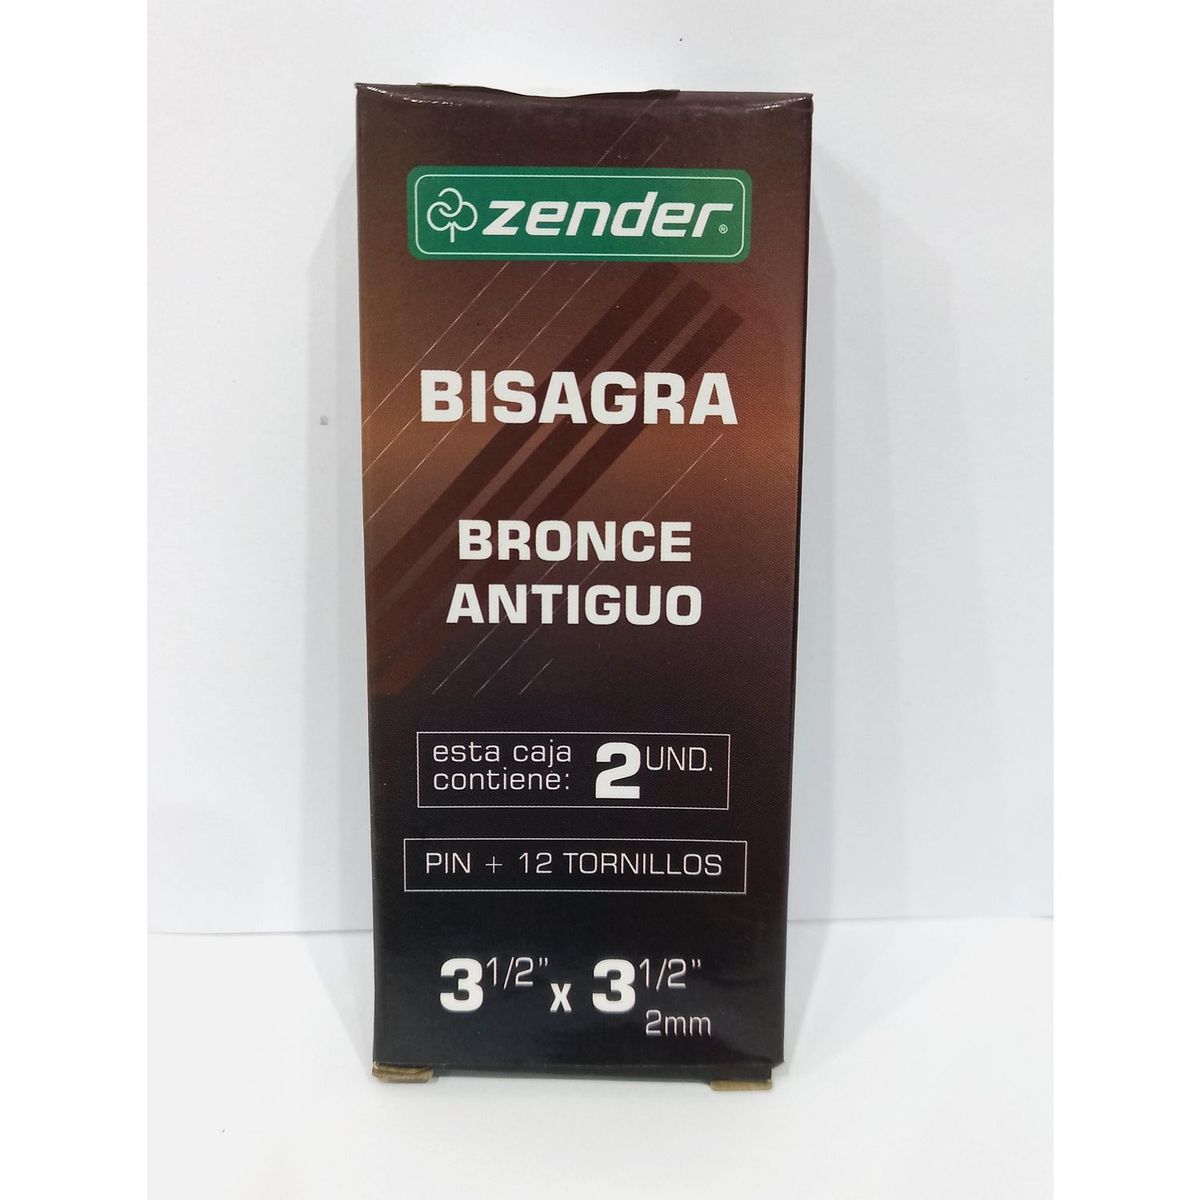 zender®
BISAGRA
BRONCE
ANTIGUO
esta caja
contiene: 2 UND.
PIN + 12 TORNILLOS
3 1/2" x 3 1/2"
2mm